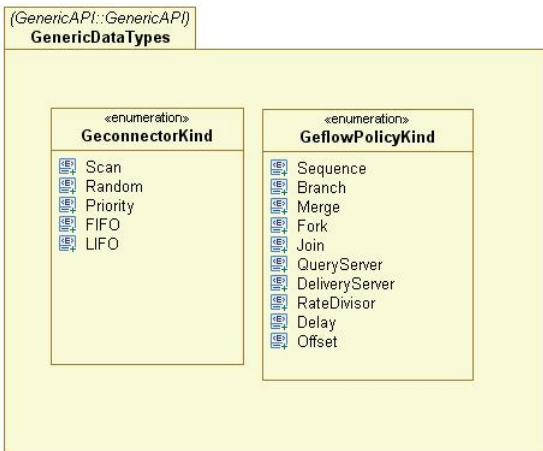 (GenericAPI::GenericAPI)
GenericDataTypes
«enumeration»
GeconnectorKind
Scan
Random
Priority
FIFO
LIFO
«enumeration»
GeflowPolicyKind
Sequence
Branch
Merge
Fork
Join
QueryServer
DeliveryServer
RateDivisor
Delay
Offset